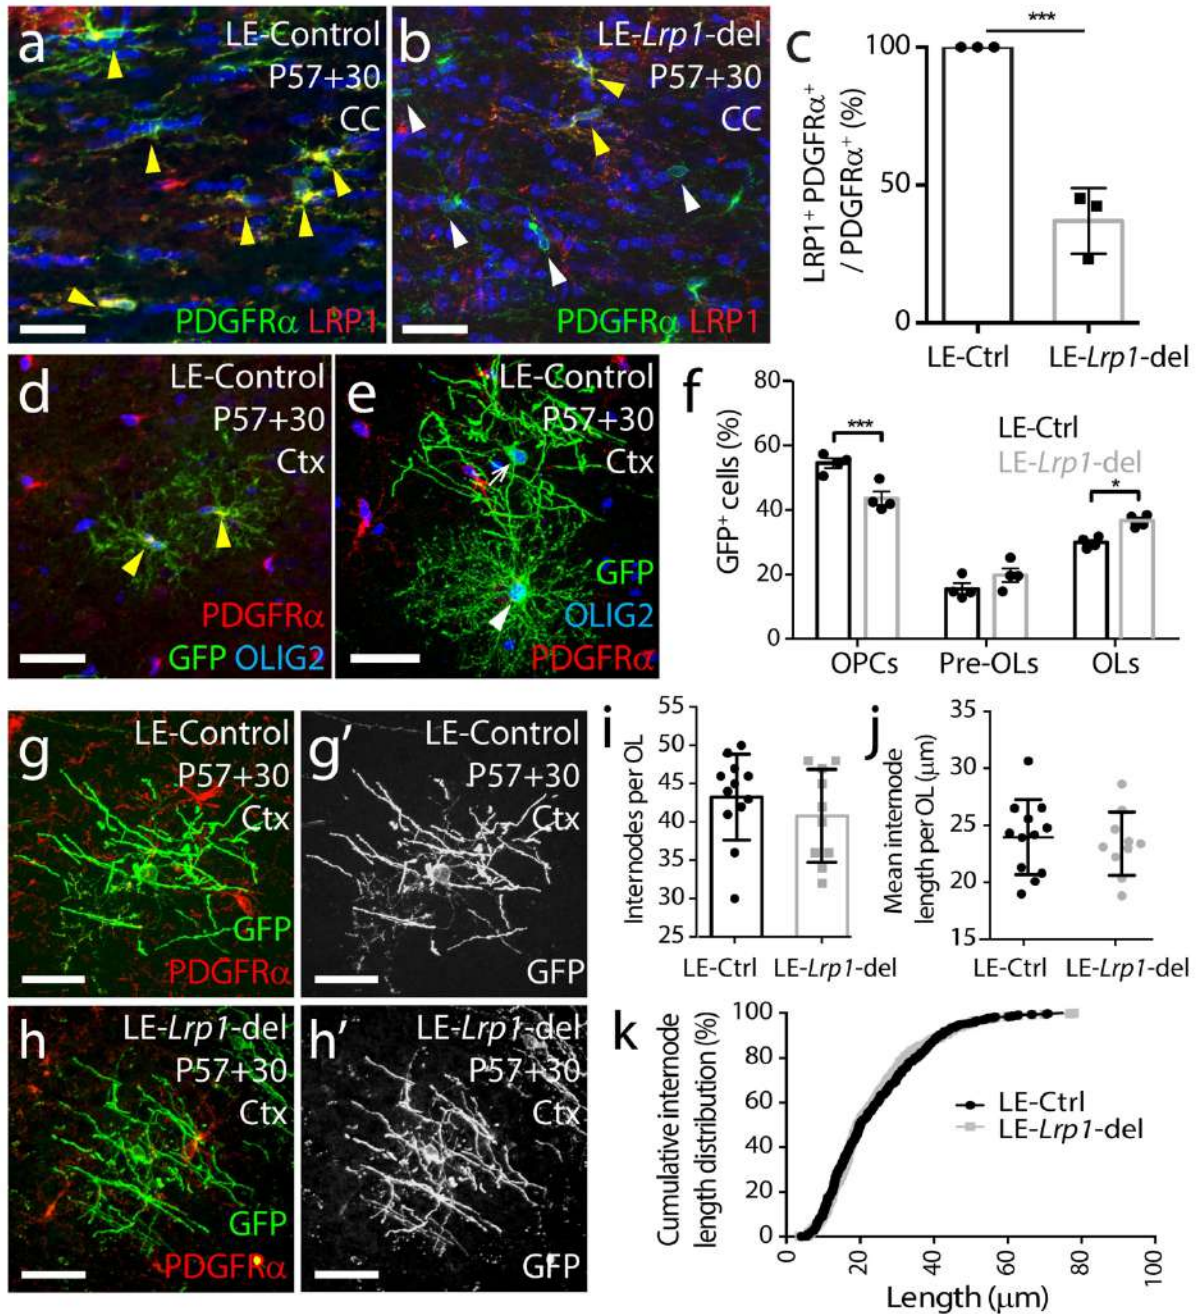 a
LE-Control
P57+30
CC
PDGFRα LRP1
b
LE-Lrp1-del
P57+30
CC
PDGFRα LRP1
c
LRP1⁺ PDGFRα⁺
/ PDGFRα⁺ (%)
100
50
0
***
LE-Ctrl
LE-Lrp1-del
d
LE-Control
P57+30
Ctx
PDGFRα
GFP OLIG2
e
LE-Control
P57+30
Ctx
GFP
OLIG2
PDGFRα
f
GFP⁺ cells (%)
80
60
40
20
0
***
*
LE-Ctrl
LE-Lrp1-del
OPCs
Pre-OLs
OLs
g
LE-Control
P57+30
Ctx
GFP
PDGFRα
g'
LE-Control
P57+30
Ctx
GFP
i
Internodes per OL
55
50
45
40
35
30
25
LE-Ctrl
LE-Lrp1-del
j
Mean internode
length per OL (μm)
35
30
25
20
15
LE-Ctrl
LE-Lrp1-del
h
LE-Lrp1-del
P57+30
Ctx
GFP
PDGFRα
h'
LE-Lrp1-del
P57+30
Ctx
GFP
k
Cumulative internode
length distribution (%)
100
80
60
40
20
0
LE-Ctrl
LE-Lrp1-del
0
20
40
60
80
100
Length (μm)